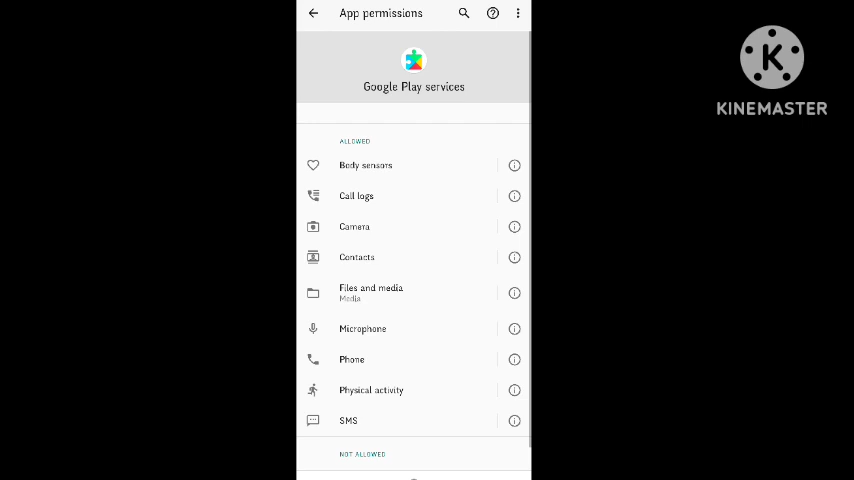 App permissions
Google Play services
ALLOWED
Body sensors
Call logs
Camera
Contacts
Files and media
Media
Microphone
Phone
Physical activity
SMS
NOT ALLOWED
K
KINEMASTER